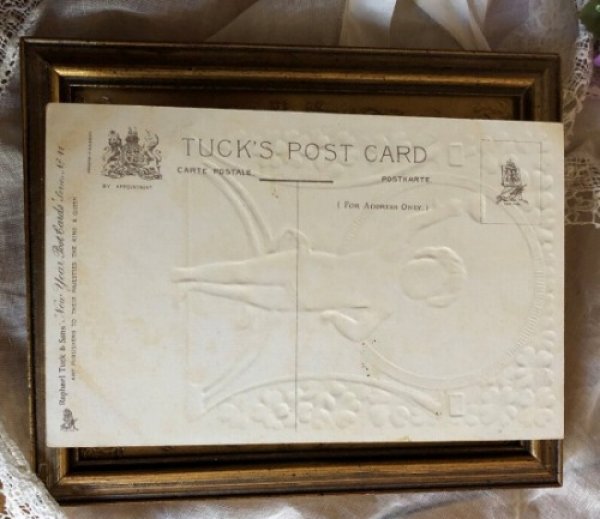 TUCK'S POST CARD
CARTE POSTALE
POSTKARTE
( FOR ADDRESS ONLY. )
BY APPOINTMENT
Raphael Tuck & Sons' "New Year Post Cards" Series
ART PUBLISHERS TO THEIR MAJESTIES THE KING & QUEEN